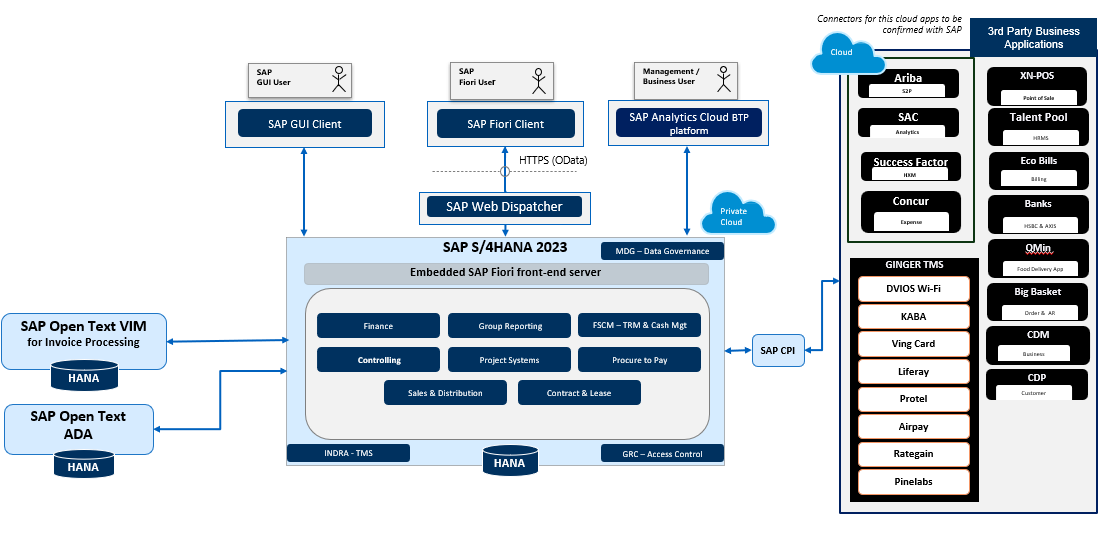 Connectors for this cloud apps to be
confirmed with SAP
3rd Party Business
Applications
Cloud
SAP
GUI User
SAP
Fiori User
Management /
Business User
SAP GUI Client
SAP Fiori Client
SAP Analytics Cloud BTP
platform
HTTPS (OData)
SAP Web Dispatcher
Private
Cloud
SAP S/4HANA 2023
MDG – Data Governance
Embedded SAP Fiori front-end server
Finance
Group Reporting
FSCM – TRM & Cash Mgt
Controlling
Project Systems
Procure to Pay
Sales & Distribution
Contract & Lease
INDRA - TMS
HANA
GRC – Access Control
SAP Open Text VIM
for Invoice Processing
HANA
SAP Open Text
ADA
HANA
SAP CPI
Ariba
S2P
SAC
Analytics
Success Factor
HXM
Concur
Expense
GINGER TMS
DVIOS Wi-Fi
KABA
Ving Card
Liferay
Protel
Airpay
Rategain
Pinelabs
XN-POS
Point of Sale
Talent Pool
HRMS
Eco Bills
Billing
Banks
HSBC & AXIS
QMin
Food Delivery App
Big Basket
Order & AR
CDM
Business
CDP
Customer